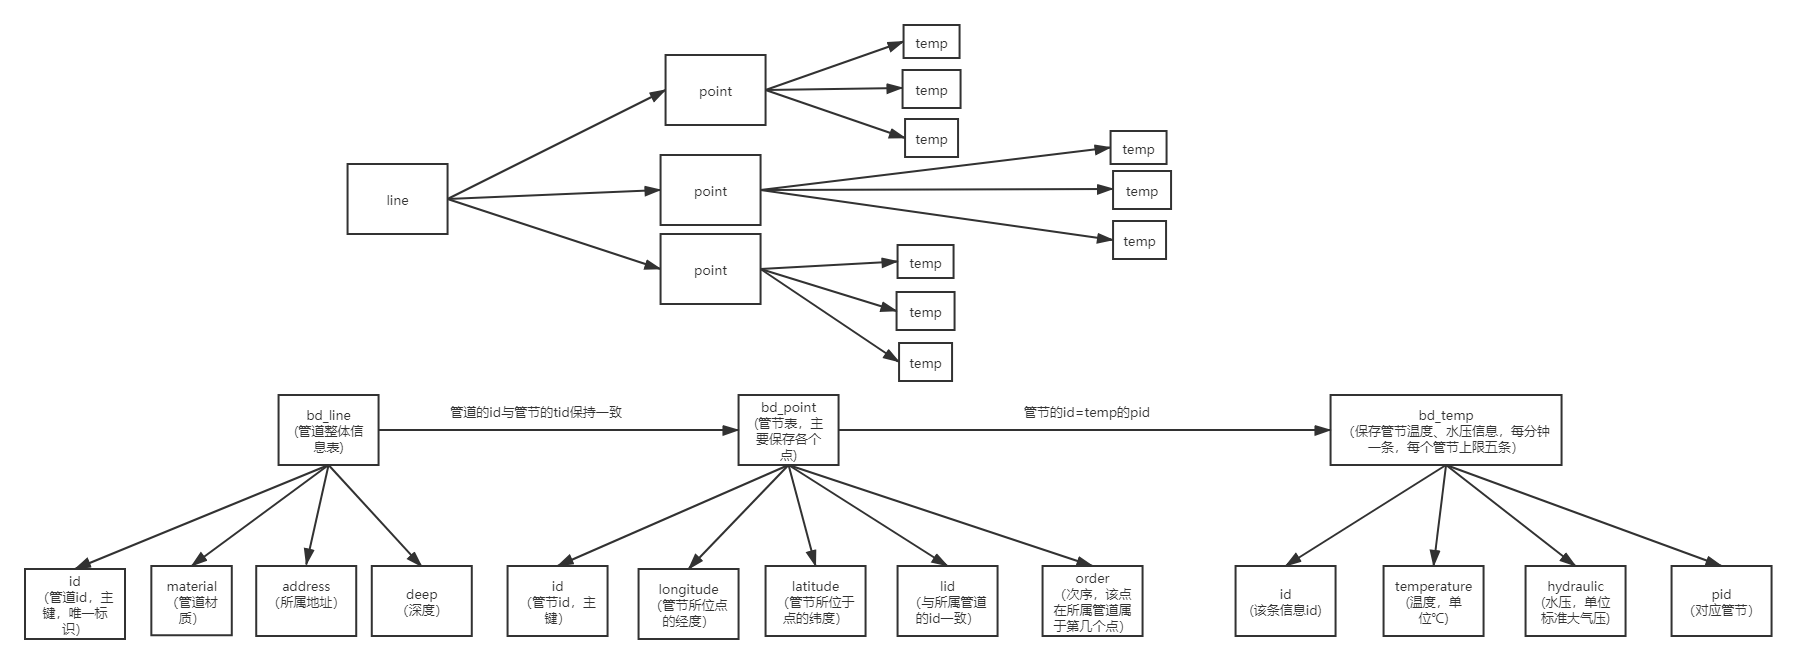 temp
point
temp
temp
temp
line
point
temp
temp
point
temp
temp
temp
bd_line
(管道整体信
息表)
管道的id与管节的tid保持一致
bd_point
(管节表，主
要保存各个
点)
管节的id=temp的pid
bd_temp
（保存管节温度、水压信息，每分钟
一条，每个管节上限五条）
id
（管道id，主
键，唯一标
识）
material
（管道材
质）
address
（所属地址）
deep
（深度）
id
（管节id，主
键）
longitude
（管节所位点
的经度）
latitude
（管节所位于
点的纬度）
lid
（与所属管道
的id一致）
order
（次序，该点
在所属管道属
于第几个点）
id
（该条信息id）
temperature
（温度，单
位℃）
hydraulic
（水压，单位
标准大气压)
pid
（对应管节）